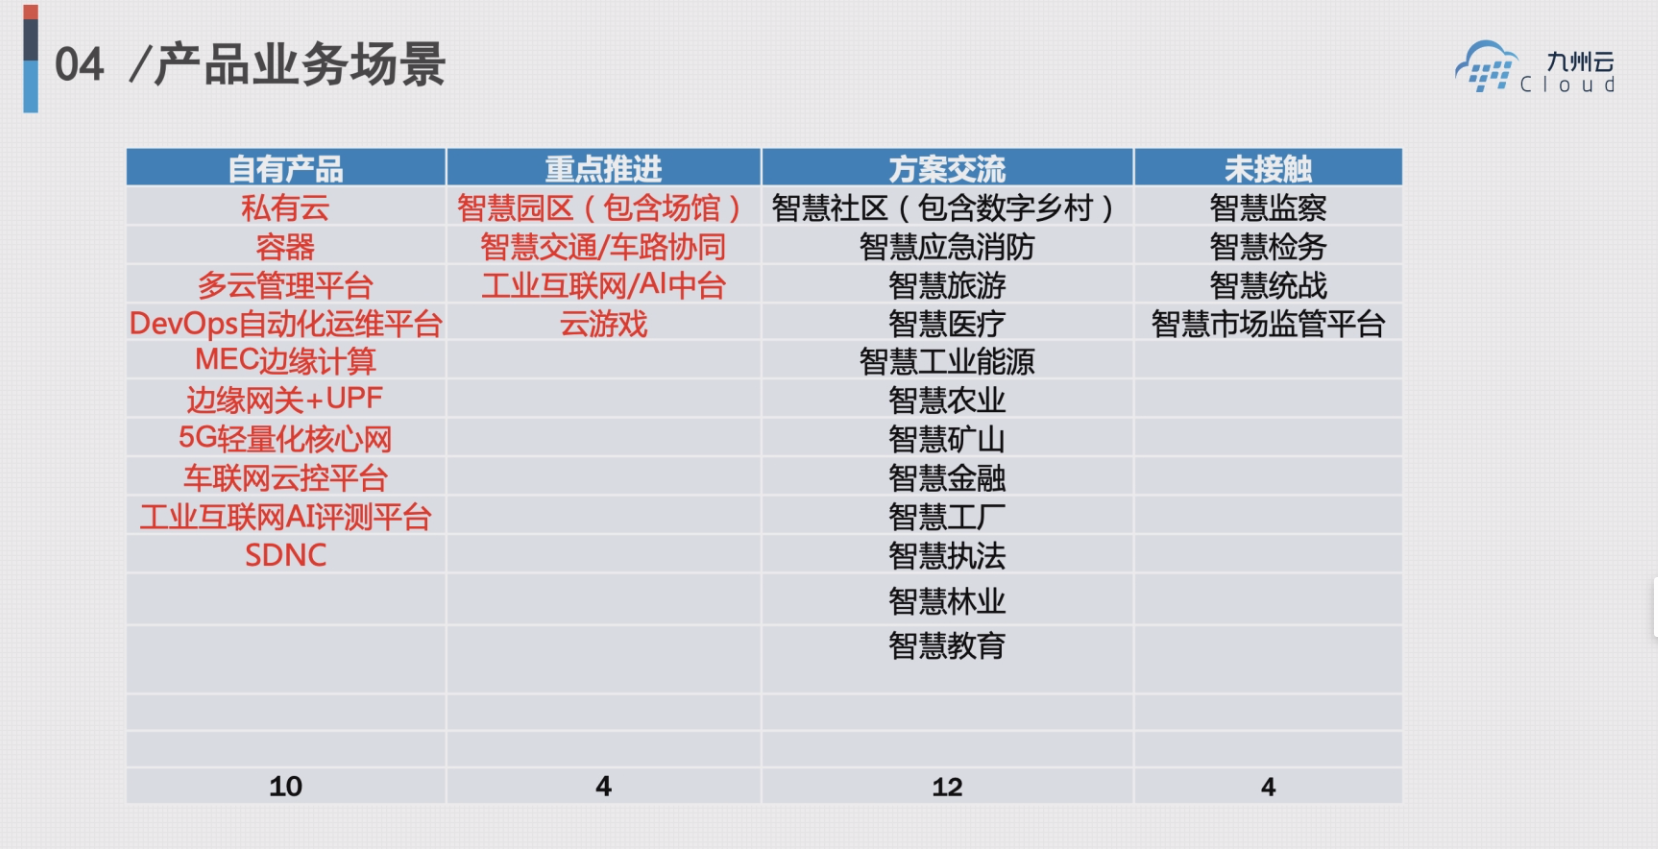 04 /产品业务场景
九州云
Cloud
自有产品 重点推进 方案交流 未接触
私有云 智慧园区（包含场馆） 智慧社区（包含数字乡村） 智慧监察
容器 智慧交通/车路协同 智慧应急消防 智慧检务
多云管理平台 工业互联网/AI中台 智慧旅游 智慧统战
DevOps自动化运维平台 云游戏 智慧医疗 智慧市场监管平台
MEC边缘计算 智慧工业能源
边缘网关+UPF 智慧农业
5G轻量化核心网 智慧矿山
车联网云控平台 智慧金融
工业互联网AI评测平台 智慧工厂
SDNC 智慧执法
智慧林业
智慧教育
10 4 12 4